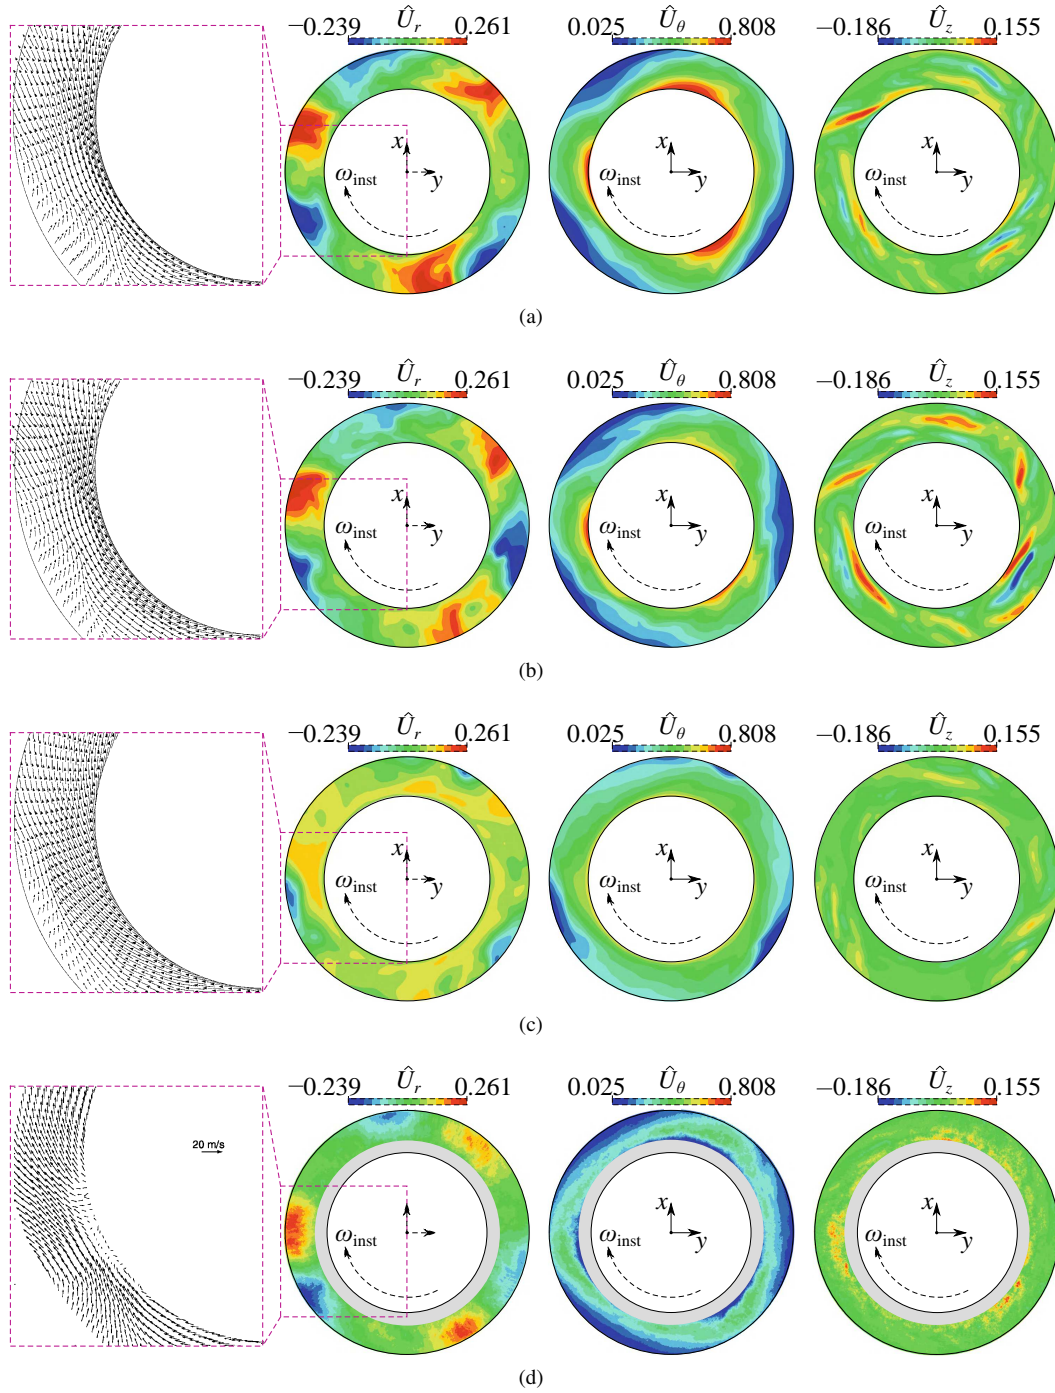 −0.239 Û_r 0.261 0.025 Û_θ 0.808 −0.186 Û_z 0.155
x y ω_inst x y ω_inst x y ω_inst
(a)
−0.239 Û_r 0.261 0.025 Û_θ 0.808 −0.186 Û_z 0.155
x y ω_inst x y ω_inst x y ω_inst
(b)
−0.239 Û_r 0.261 0.025 Û_θ 0.808 −0.186 Û_z 0.155
x y ω_inst x y ω_inst x y ω_inst
(c)
−0.239 Û_r 0.261 0.025 Û_θ 0.808 −0.186 Û_z 0.155
20 m/s
ω_inst x y ω_inst x y ω_inst
(d)